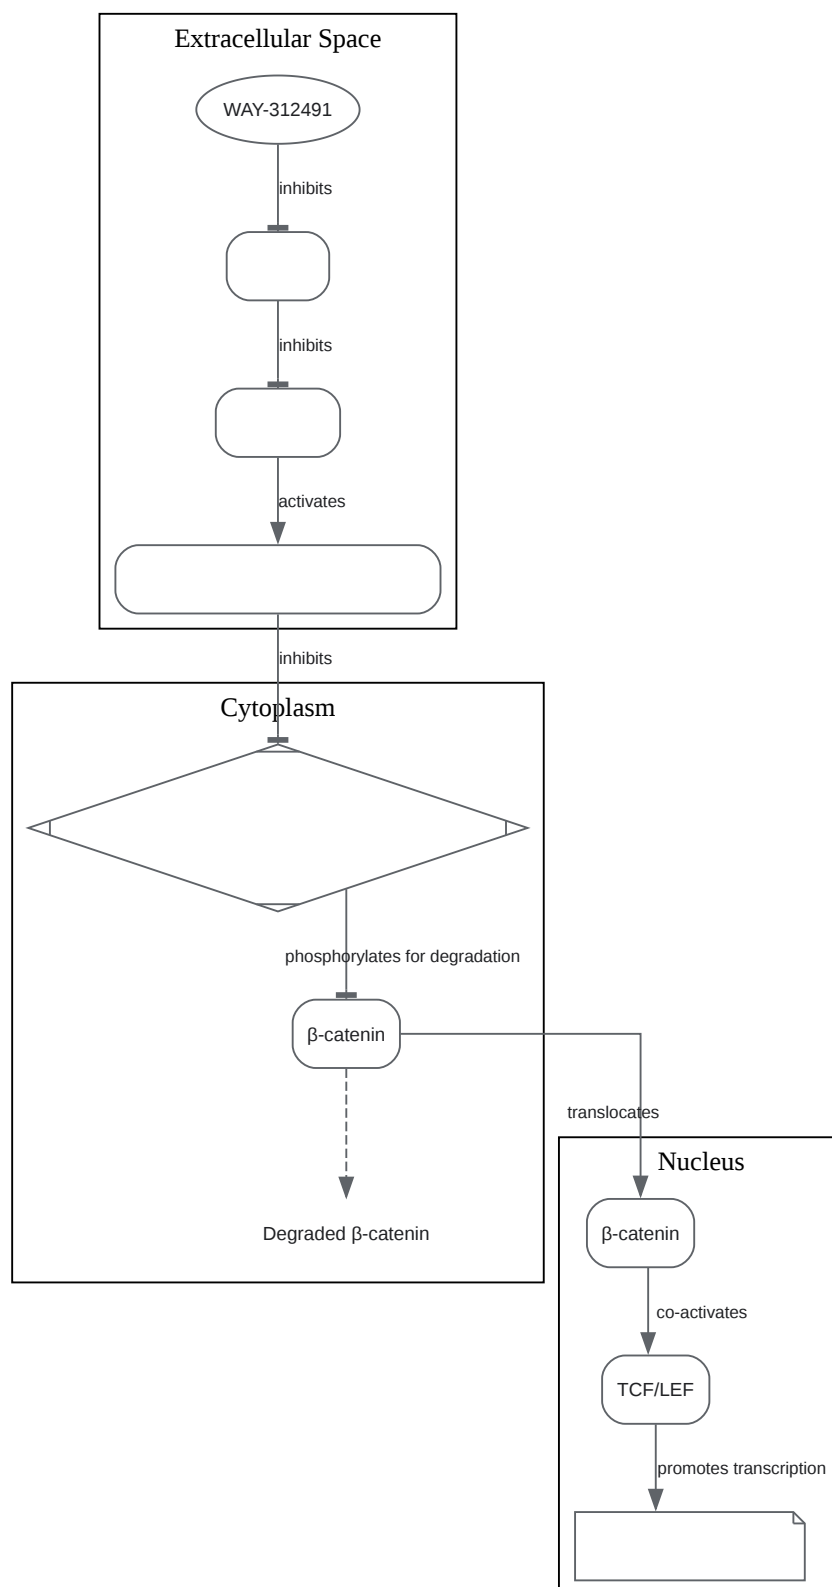 Extracellular Space
WAY-312491
inhibits
inhibits
activates
inhibits
Cytoplasm
phosphorylates for degradation
β-catenin
translocates
Nucleus
Degraded β-catenin
β-catenin
co-activates
TCF/LEF
promotes transcription